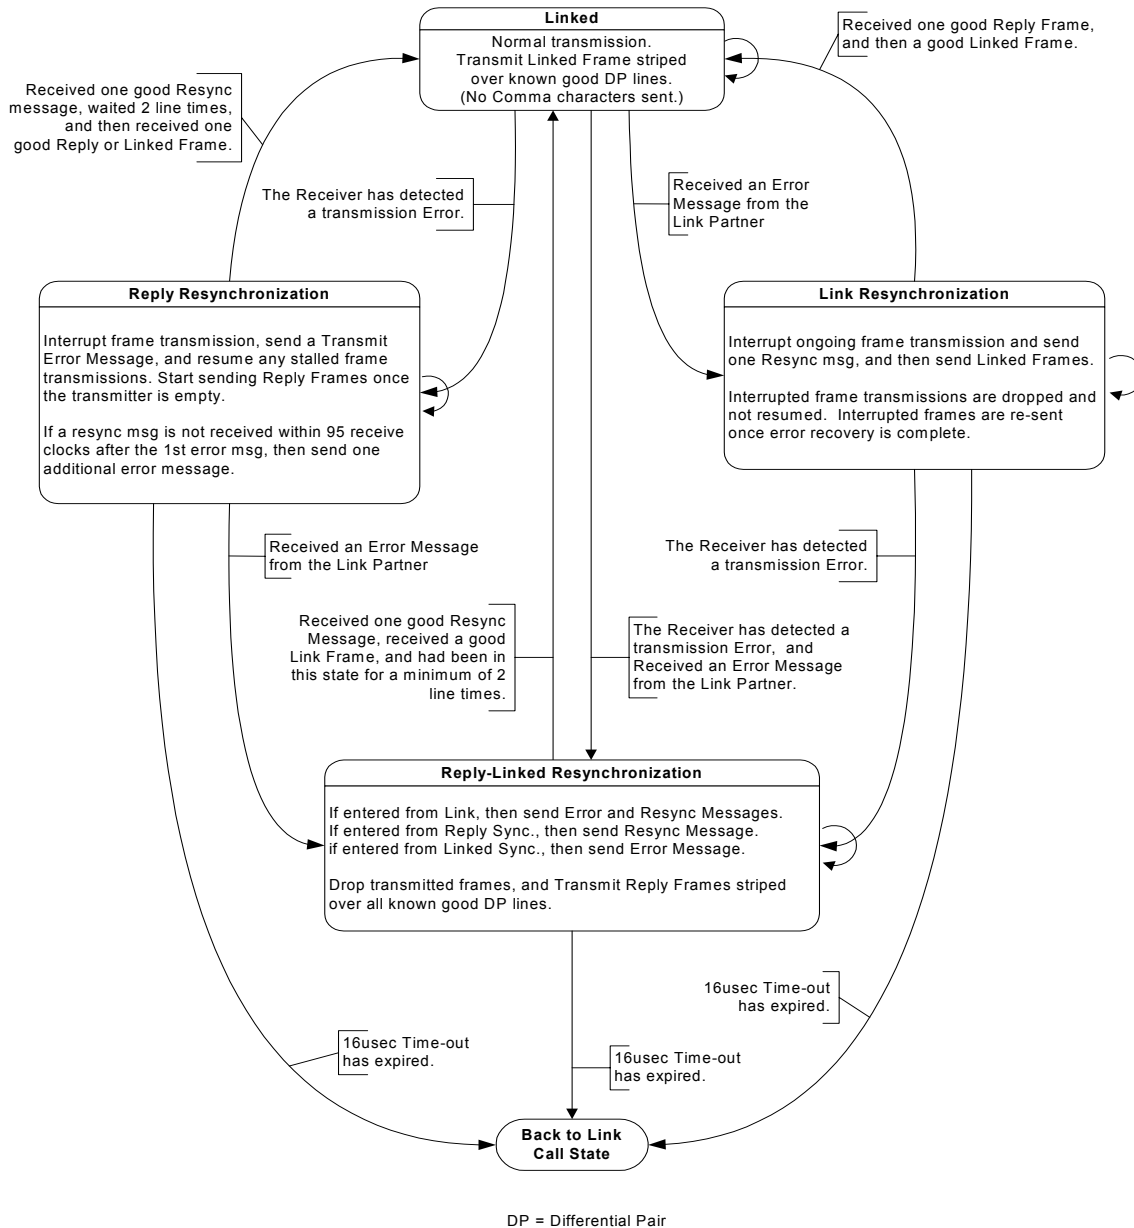 Linked
Normal transmission.
Transmit Linked Frame striped
over known good DP lines.
(No Comma characters sent.)
Received one good Reply Frame,
and then a good Linked Frame.
Received one good Resync
message, waited 2 line times,
and then received one
good Reply or Linked Frame.
The Receiver has detected
a transmission Error.
Received an Error
Message from the
Link Partner
Reply Resynchronization
Interrupt frame transmission, send a Transmit
Error Message, and resume any stalled frame
transmissions. Start sending Reply Frames once
the transmitter is empty.
If a resync msg is not received within 95 receive
clocks after the 1st error msg, then send one
additional error message.
Link Resynchronization
Interrupt ongoing frame transmission and send
one Resync msg, and then send Linked Frames.
Interrupted frame transmissions are dropped and
not resumed.  Interrupted frames are re-sent
once error recovery is complete.
Received an Error Message
from the Link Partner
The Receiver has detected
a transmission Error.
Received one good Resync
Message, received a good
Link Frame, and had been in
this state for a minimum of 2
line times.
The Receiver has detected a
transmission Error,  and
Received an Error Message
from the Link Partner.
Reply-Linked Resynchronization
If entered from Link, then send Error and Resync Messages.
If entered from Reply Sync., then send Resync Message.
if entered from Linked Sync., then send Error Message.
Drop transmitted frames, and Transmit Reply Frames striped
over all known good DP lines.
16usec Time-out
has expired.
16usec Time-out
has expired.
16usec Time-out
has expired.
Back to Link
Call State
DP = Differential Pair